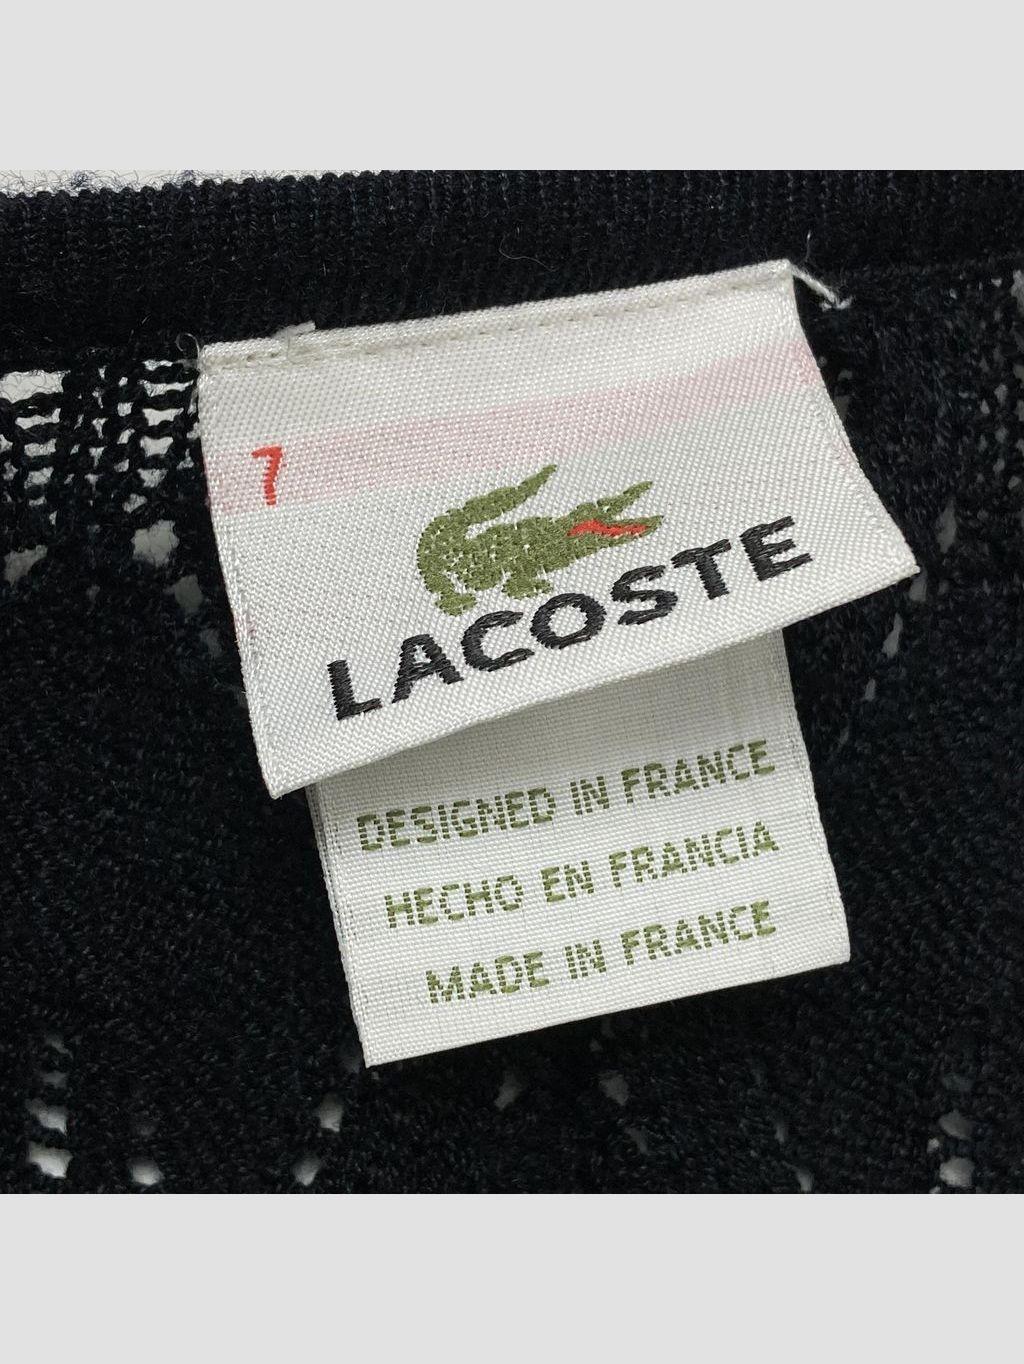 7
LACOSTE
DESIGNED IN FRANCE
HECHO EN FRANCIA
MADE IN FRANCE